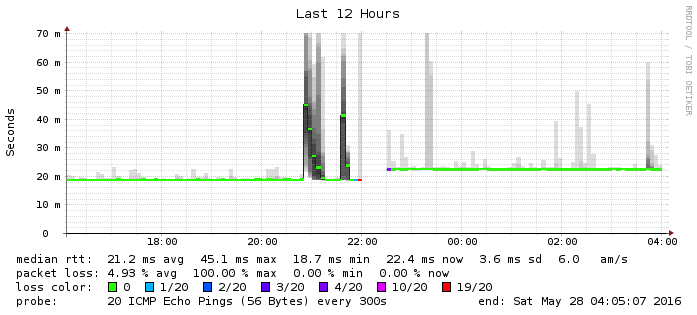 Last 12 Hours
RRDTOOL / TOBI OETIKER
Seconds
70 m
60 m
50 m
40 m
30 m
20 m
10 m
0
18:00 20:00 22:00 00:00 02:00 04:00
median rtt: 21.2 ms avg 45.1 ms max 18.7 ms min 22.4 ms now 3.6 ms sd 6.0 am/s
packet loss: 4.93 % avg 100.00 % max 0.00 % min 0.00 % now
loss color: 0 1/20 2/20 3/20 4/20 10/20 19/20
probe: 20 ICMP Echo Pings (56 Bytes) every 300s end: Sat May 28 04:05:07 2016